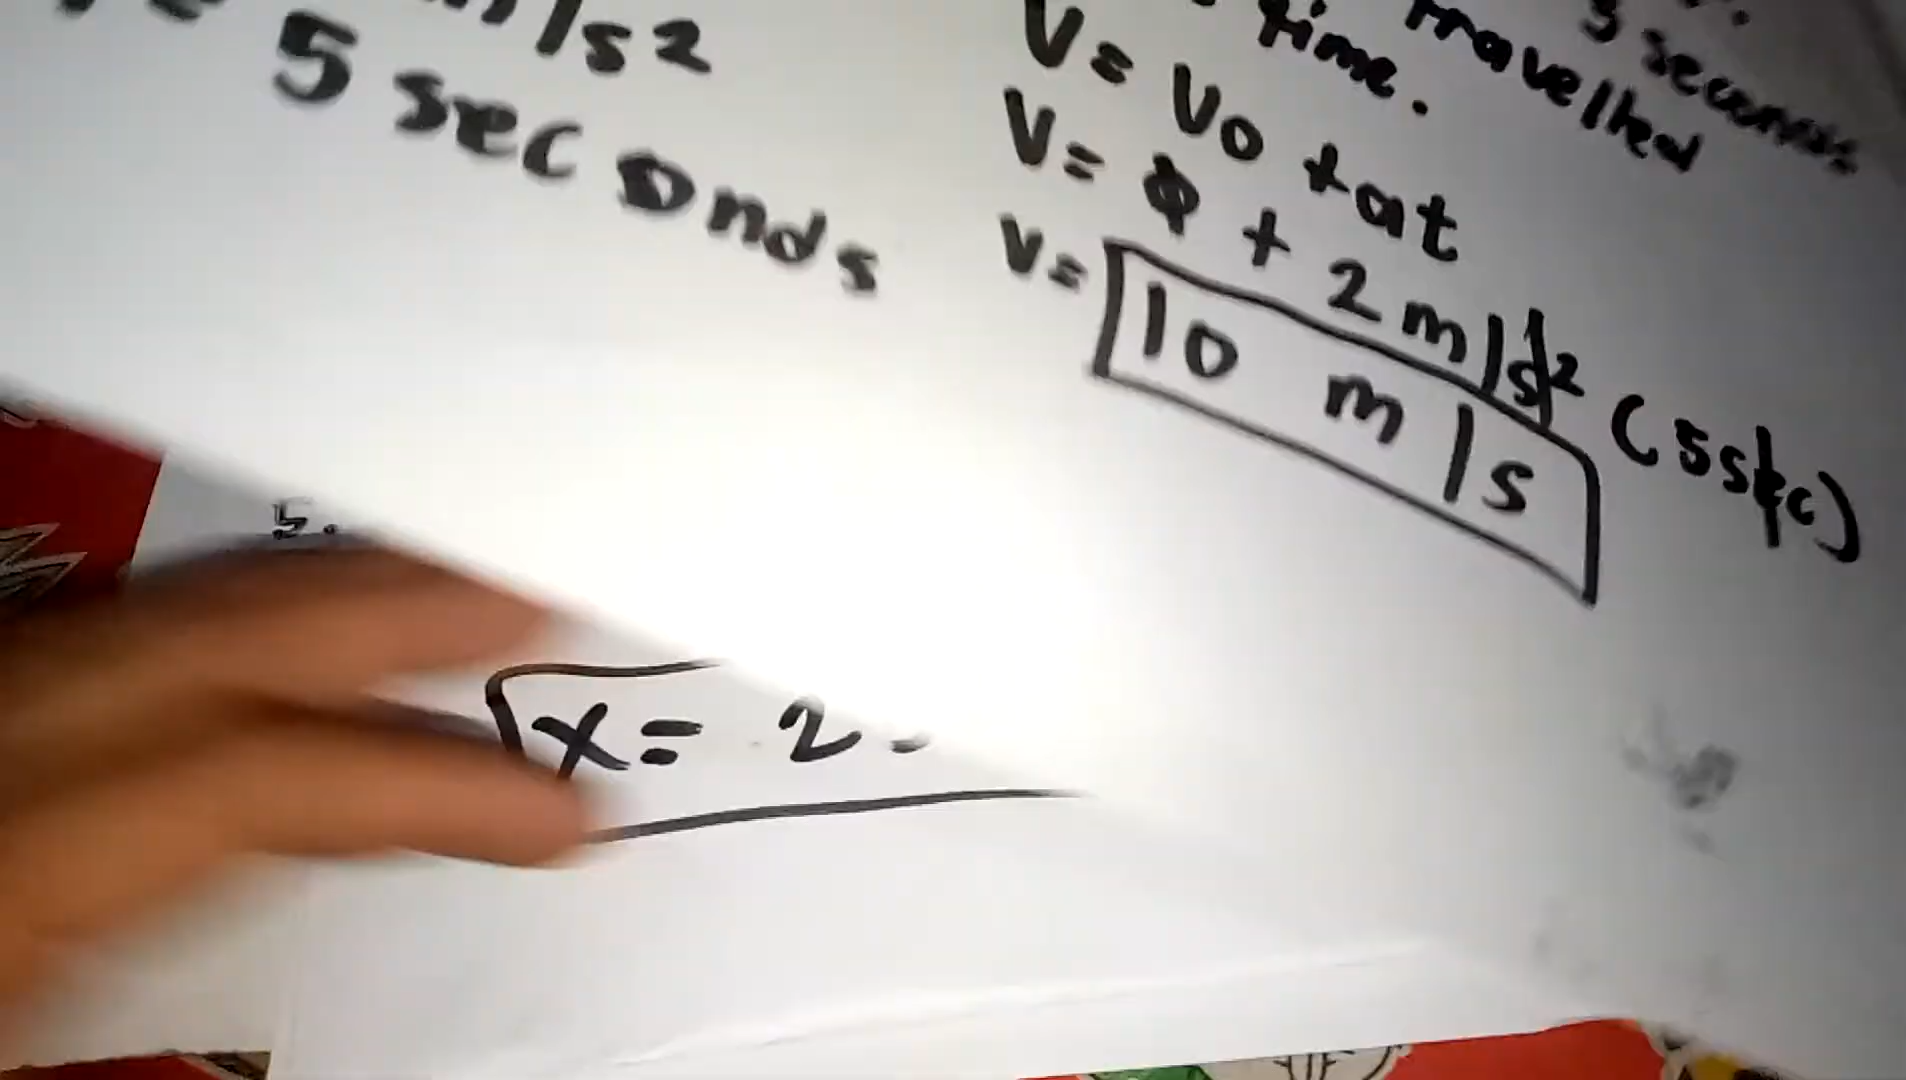 m/s2
5 seconds
3 seconds
travelled
time.
V= Vo + at
V= 0 + 2m/s2 (5sec)
V= 10 m/s
5.
x= 2